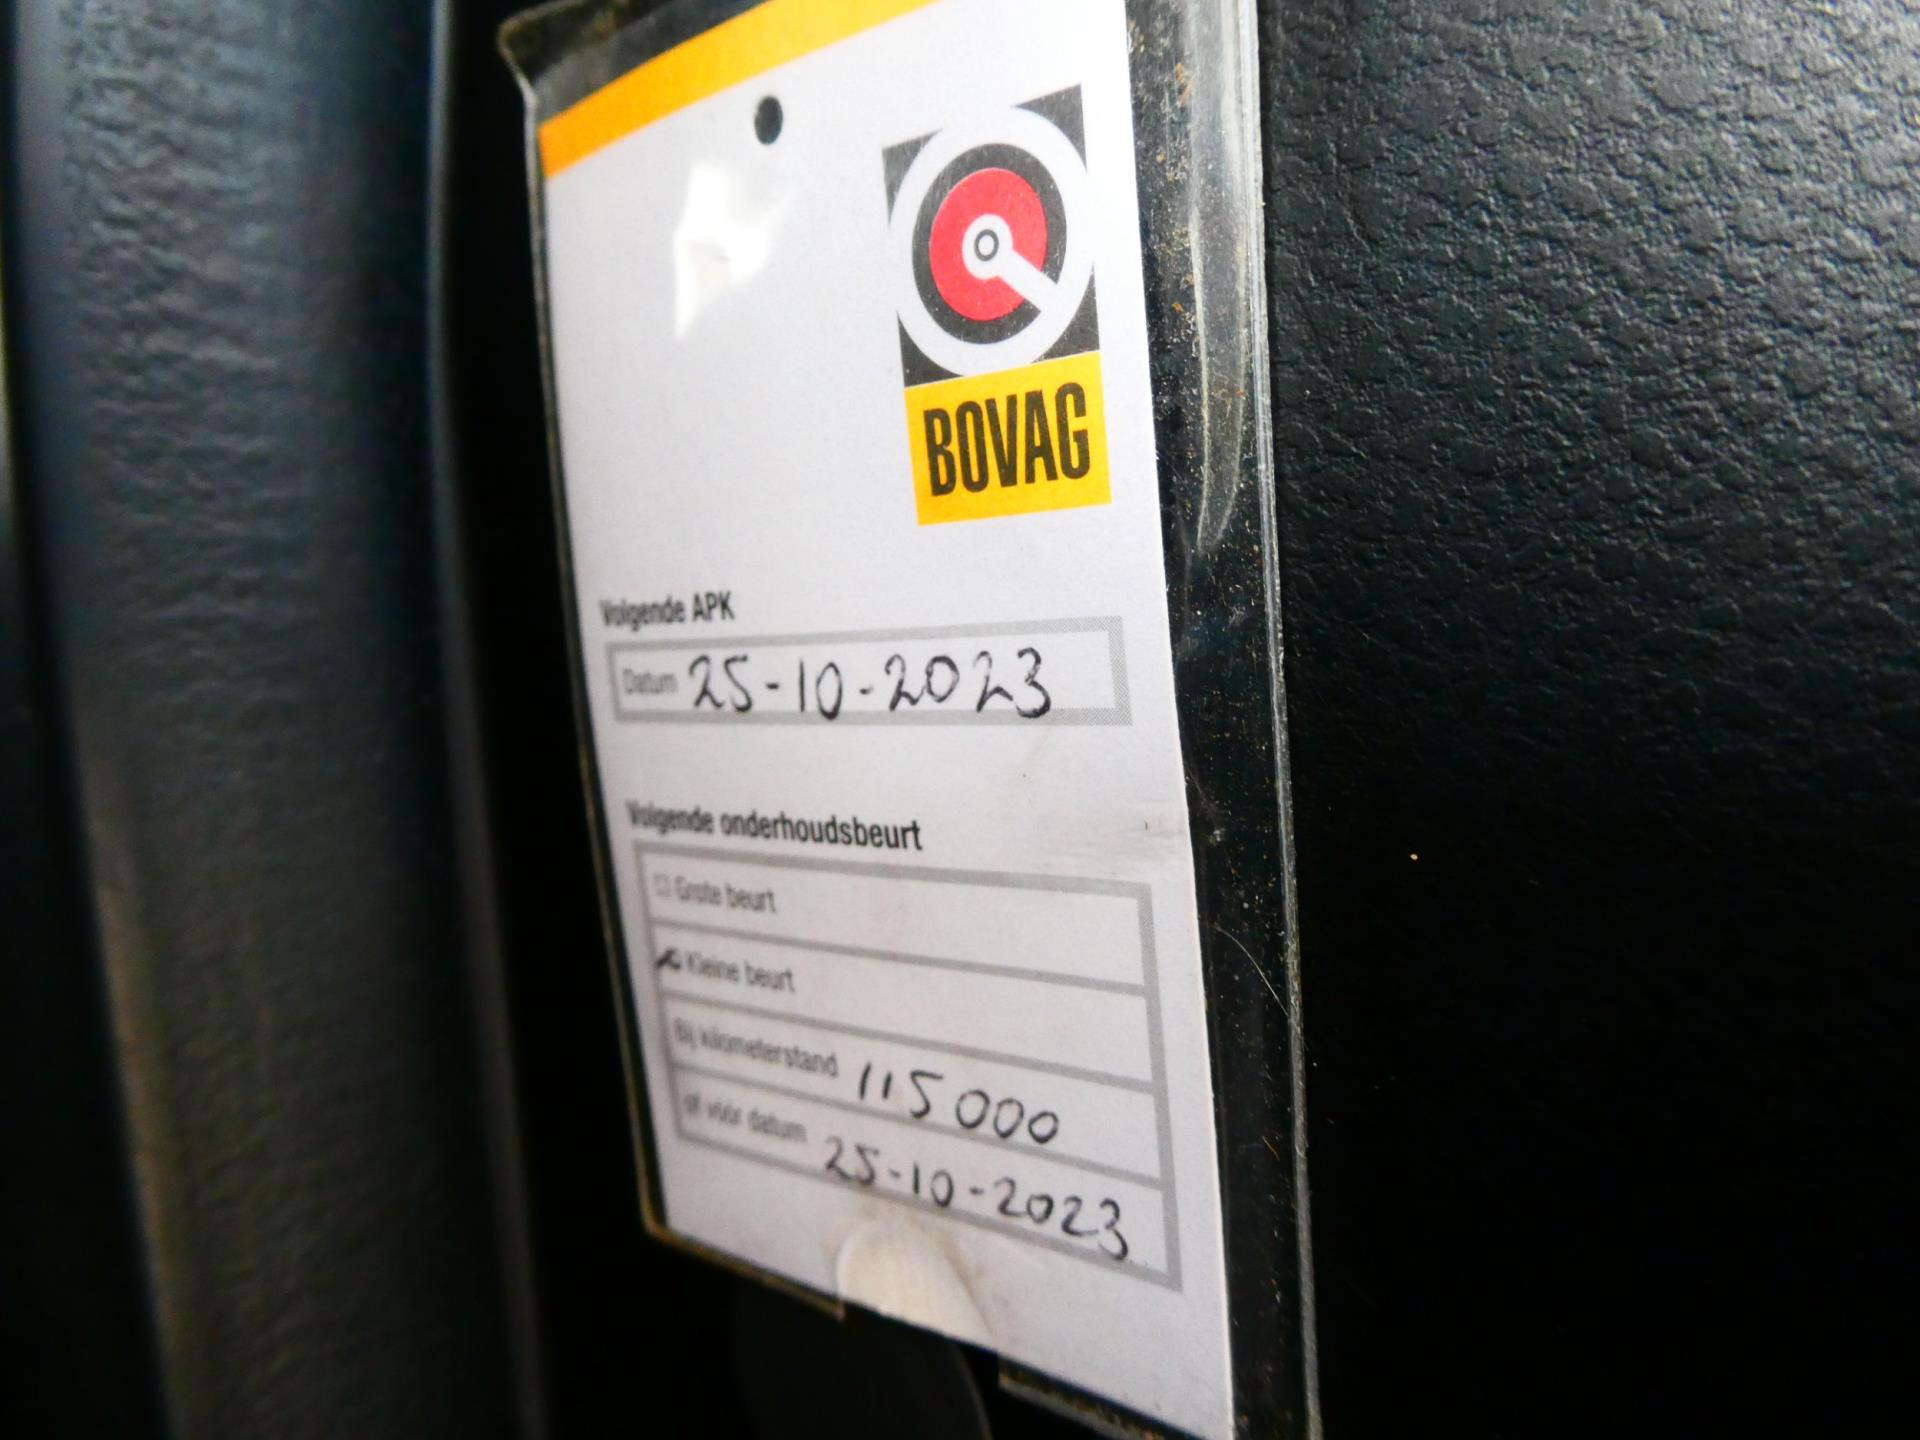 BOVAG
Volgende APK
Datum 25-10-2023
Volgende onderhoudsbeurt
Grote beurt
Kleine beurt
Bij kilometerstand 115000
of vóór datum 25-10-2023